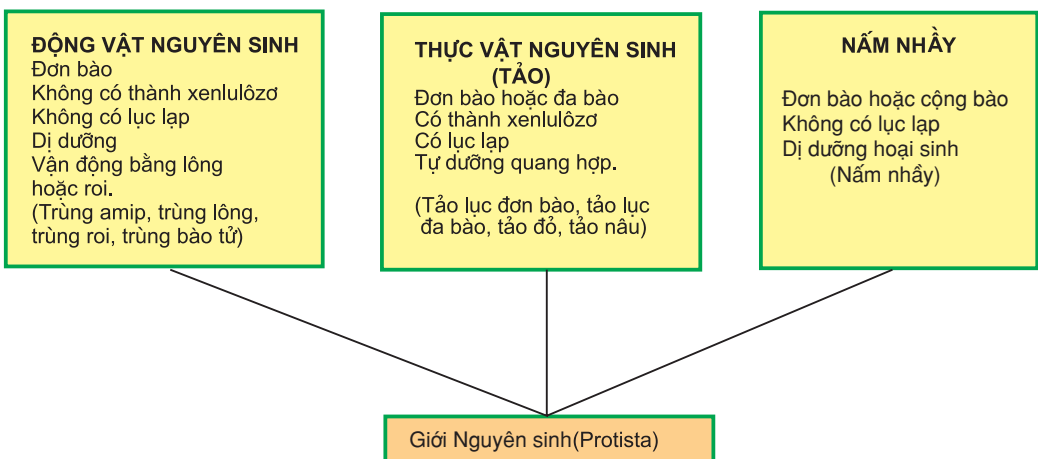 ĐỘNG VẬT NGUYÊN SINH
Đơn bào
Không có thành xenlulôzơ
Không có lục lạp
Dị dưỡng
Vận động bằng lông
hoặc roi.
(Trùng amip, trùng lông,
trùng roi, trùng bào tử)
THỰC VẬT NGUYÊN SINH
(TẢO)
Đơn bào hoặc đa bào
Có thành xenlulôzơ
Có lục lạp
Tự dưỡng quang hợp.
(Tảo lục đơn bào, tảo lục
đa bào, tảo đỏ, tảo nâu)
NẤM NHẦY
Đơn bào hoặc cộng bào
Không có lục lạp
Dị dưỡng hoại sinh
(Nấm nhầy)
Giới Nguyên sinh(Protista)